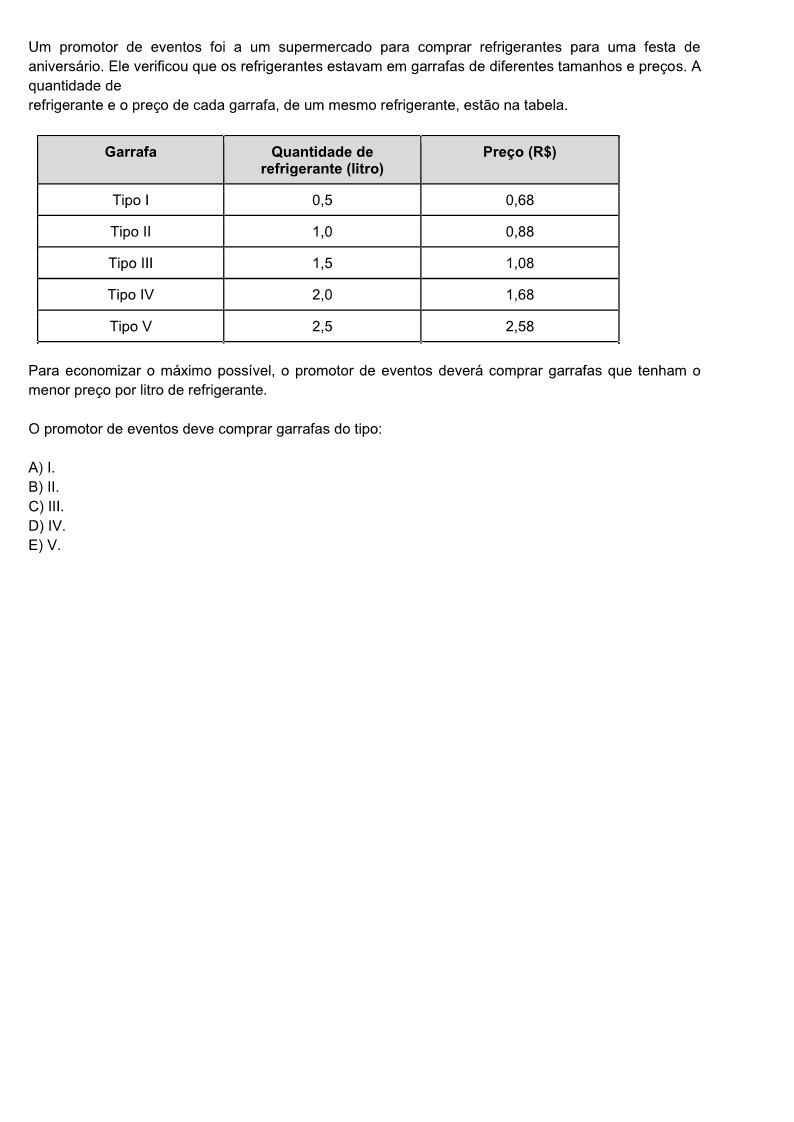 Um promotor de eventos foi a um supermercado para comprar refrigerantes para uma festa de
aniversário. Ele verificou que os refrigerantes estavam em garrafas de diferentes tamanhos e preços. A
quantidade de
refrigerante e o preço de cada garrafa, de um mesmo refrigerante, estão na tabela.
Garrafa Quantidade de refrigerante (litro) Preço (R$)
Tipo I 0,5 0,68
Tipo II 1,0 0,88
Tipo III 1,5 1,08
Tipo IV 2,0 1,68
Tipo V 2,5 2,58
Para economizar o máximo possível, o promotor de eventos deverá comprar garrafas que tenham o
menor preço por litro de refrigerante.
O promotor de eventos deve comprar garrafas do tipo:
A) I.
B) II.
C) III.
D) IV.
E) V.